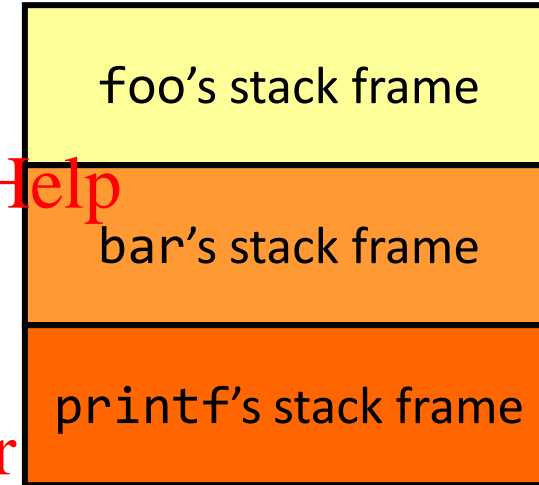 foo’s stack frame
Help
bar’s stack frame
printf’s stack frame
r